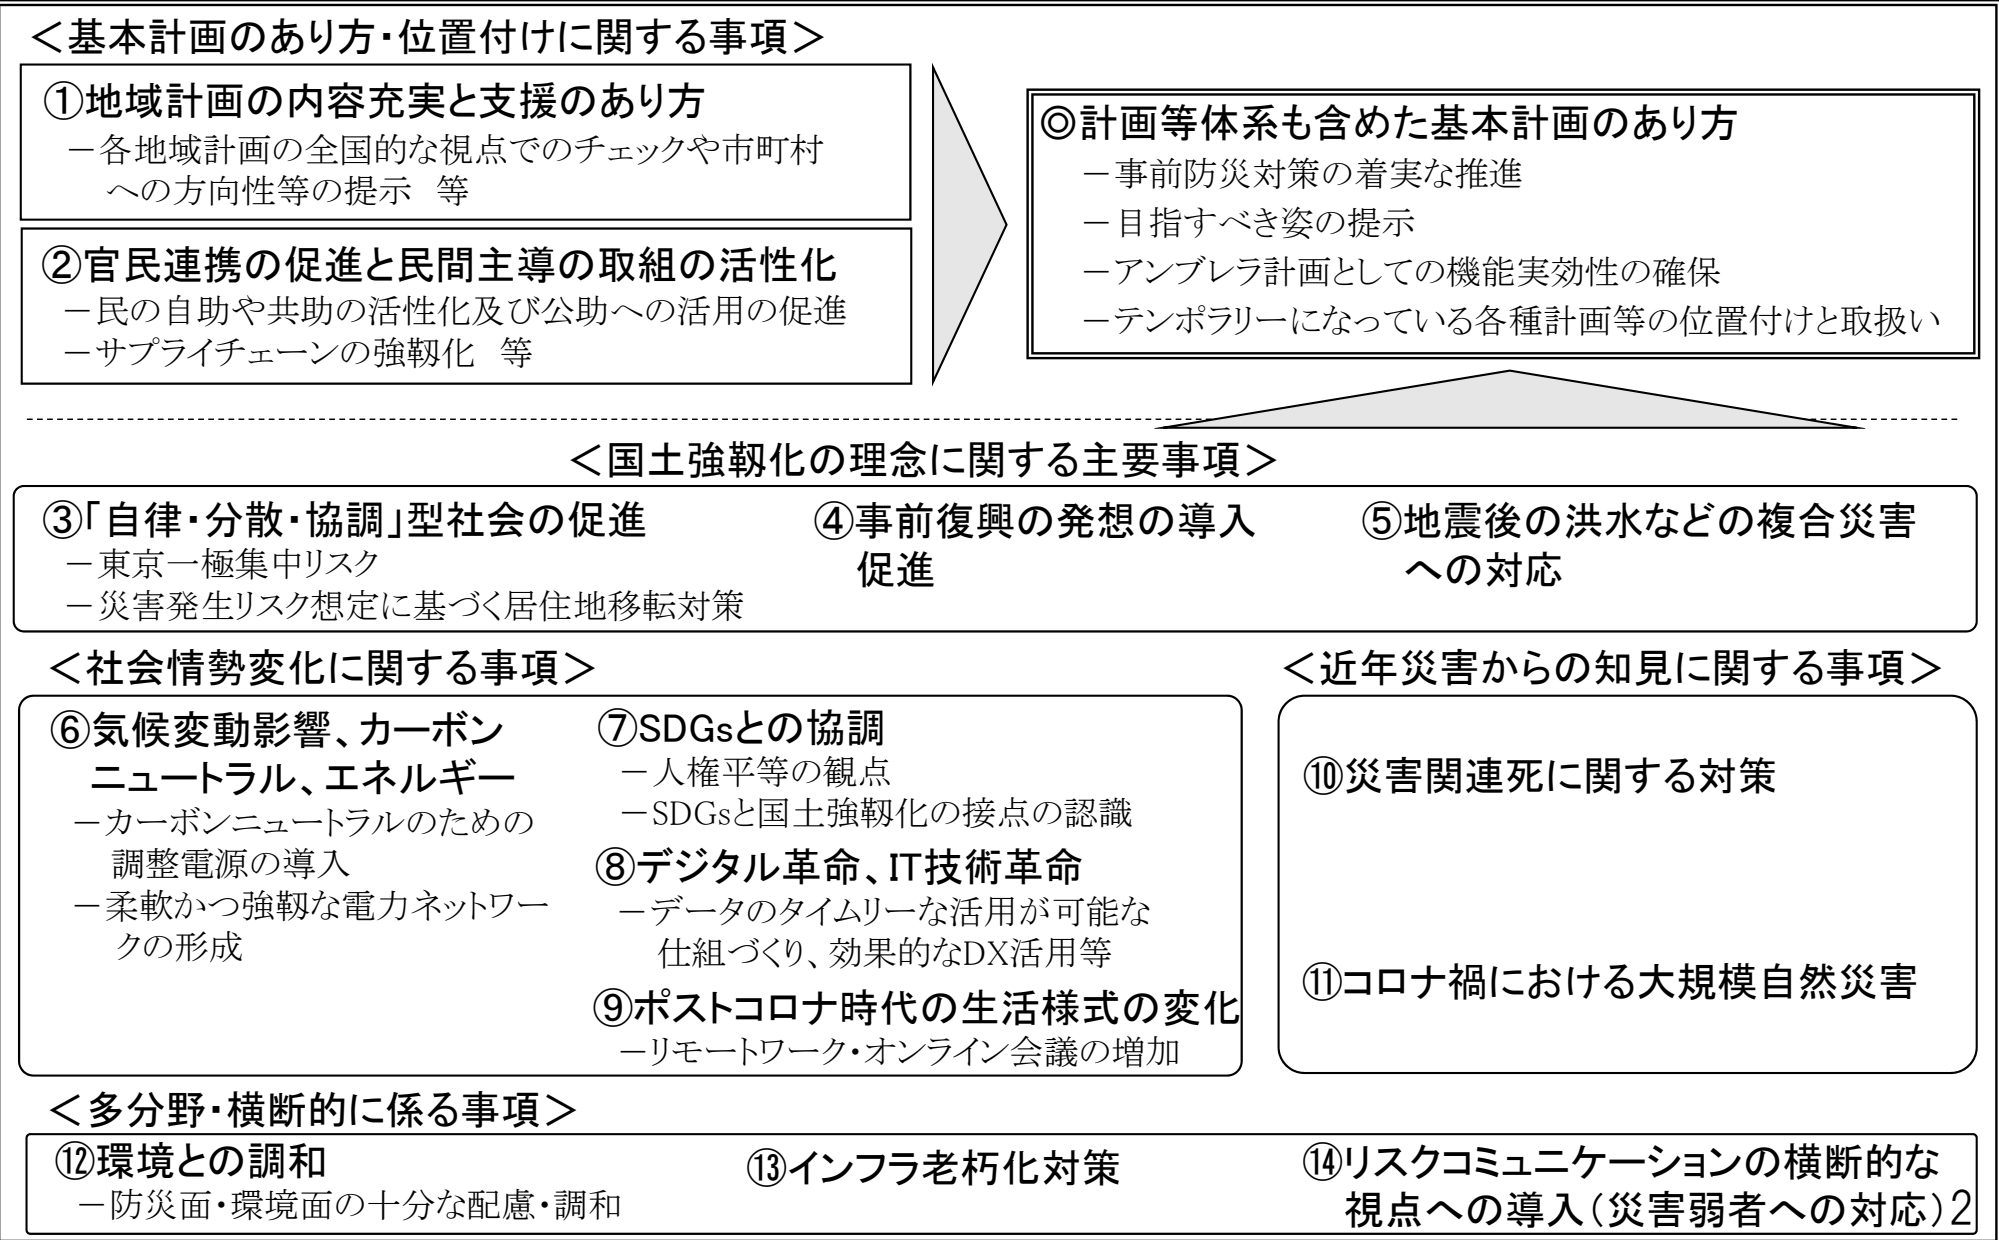 ＜基本計画のあり方・位置付けに関する事項＞
①地域計画の内容充実と支援のあり方
－各地域計画の全国的な視点でのチェックや市町村
への方向性等の提示　等
②官民連携の促進と民間主導の取組の活性化
－民の自助や共助の活性化及び公助への活用の促進
－サプライチェーンの強靱化　等
◎計画等体系も含めた基本計画のあり方
－事前防災対策の着実な推進
－目指すべき姿の提示
－アンブレラ計画としての機能実効性の確保
－テンポラリーになっている各種計画等の位置付けと取扱い
＜国土強靱化の理念に関する主要事項＞
③「自律・分散・協調」型社会の促進
－東京一極集中リスク
－災害発生リスク想定に基づく居住地移転対策
④事前復興の発想の導入
促進
⑤地震後の洪水などの複合災害
への対応
＜社会情勢変化に関する事項＞
⑥気候変動影響、カーボン
ニュートラル、エネルギー
－カーボンニュートラルのための
調整電源の導入
－柔軟かつ強靱な電力ネットワー
クの形成
⑦SDGsとの協調
－人権平等の観点
－SDGsと国土強靱化の接点の認識
⑧デジタル革命、IT技術革命
－データのタイムリーな活用が可能な
仕組づくり、効果的なDX活用等
⑨ポストコロナ時代の生活様式の変化
－リモートワーク・オンライン会議の増加
＜近年災害からの知見に関する事項＞
⑩災害関連死に関する対策
⑪コロナ禍における大規模自然災害
＜多分野・横断的に係る事項＞
⑫環境との調和
－防災面・環境面の十分な配慮・調和
⑬インフラ老朽化対策
⑭リスクコミュニケーションの横断的な
視点への導入（災害弱者への対応）
2